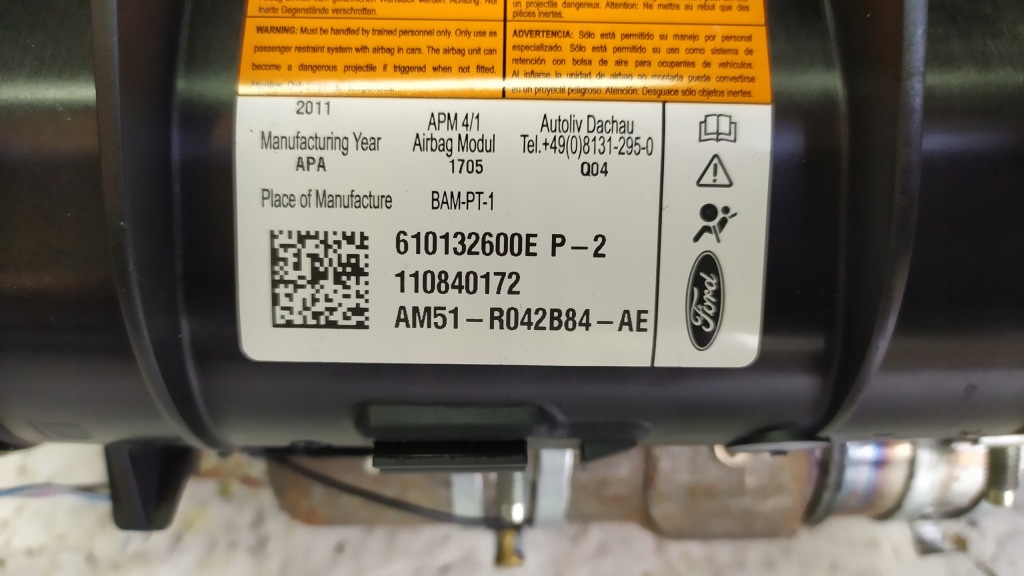 inerte Gegenstände verschrotten.
WARNING: Must be handled by trained personnel only. Only use as
passenger restraint system with airbag in cars. The airbag unit can
become a dangerous projectile if triggered when not fitted.
un projectile dangereux. Attention: Ne mettre au rebut que des
pièces inertes.
ADVERTENCIA: Sólo está permitido su manejo por personal
especializado. Sólo está permitido su uso como sistema de
retención con bolsa de aire para ocupantes de vehículos.
Al inflarse la unidad de airbag no montada puede convertirse
en un proyectil peligroso. Atención: Desguace sólo objetos inertes.
2011
Manufacturing Year
APA
Place of Manufacture
APM 4/1
Airbag Modul
1705
BAM-PT-1
Autoliv Dachau
Tel.+49(0)8131-295-0
Q04
610132600E P-2
110840172
AM51-R042B84-AE
Ford